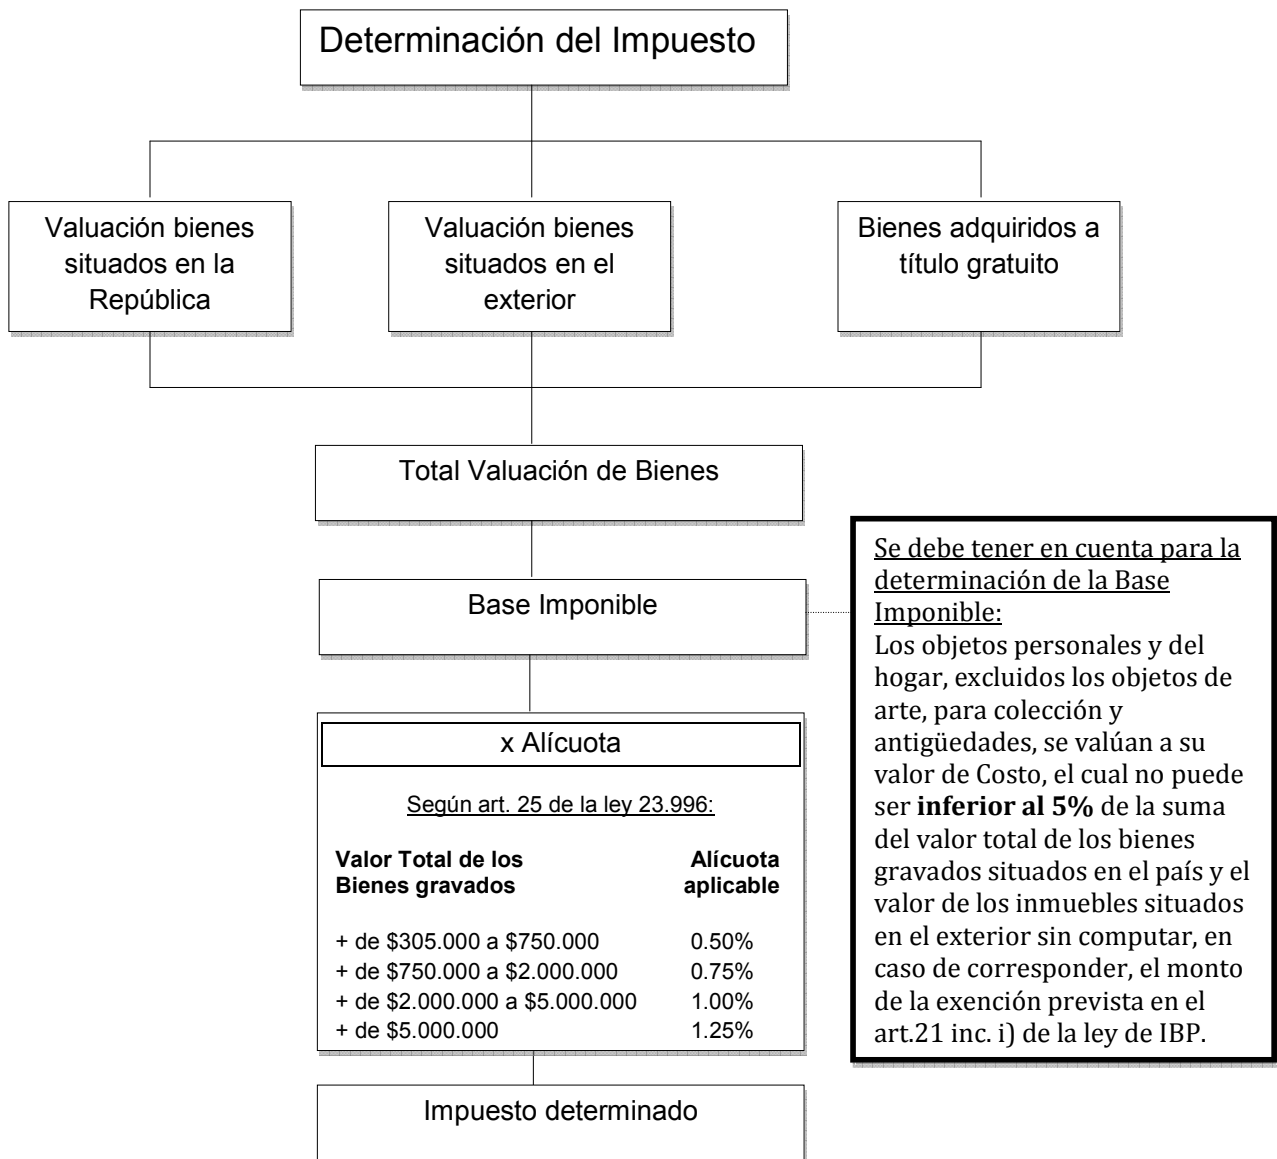 Determinación del Impuesto
Valuación bienes
situados en la
República
Valuación bienes
situados en el
exterior
Bienes adquiridos a
título gratuito
Total Valuación de Bienes
Base Imponible
Se debe tener en cuenta para la
determinación de la Base
Imponible:
Los objetos personales y del
hogar, excluidos los objetos de
arte, para colección y
antigüedades, se valúan a su
valor de Costo, el cual no puede
ser inferior al 5% de la suma
del valor total de los bienes
gravados situados en el país y el
valor de los inmuebles situados
en el exterior sin computar, en
caso de corresponder, el monto
de la exención prevista en el
art.21 inc. i) de la ley de IBP.
x Alícuota
Según art. 25 de la ley 23.996:
Valor Total de los Alícuota
Bienes gravados aplicable
+ de $305.000 a $750.000 0.50%
+ de $750.000 a $2.000.000 0.75%
+ de $2.000.000 a $5.000.000 1.00%
+ de $5.000.000 1.25%
Impuesto determinado